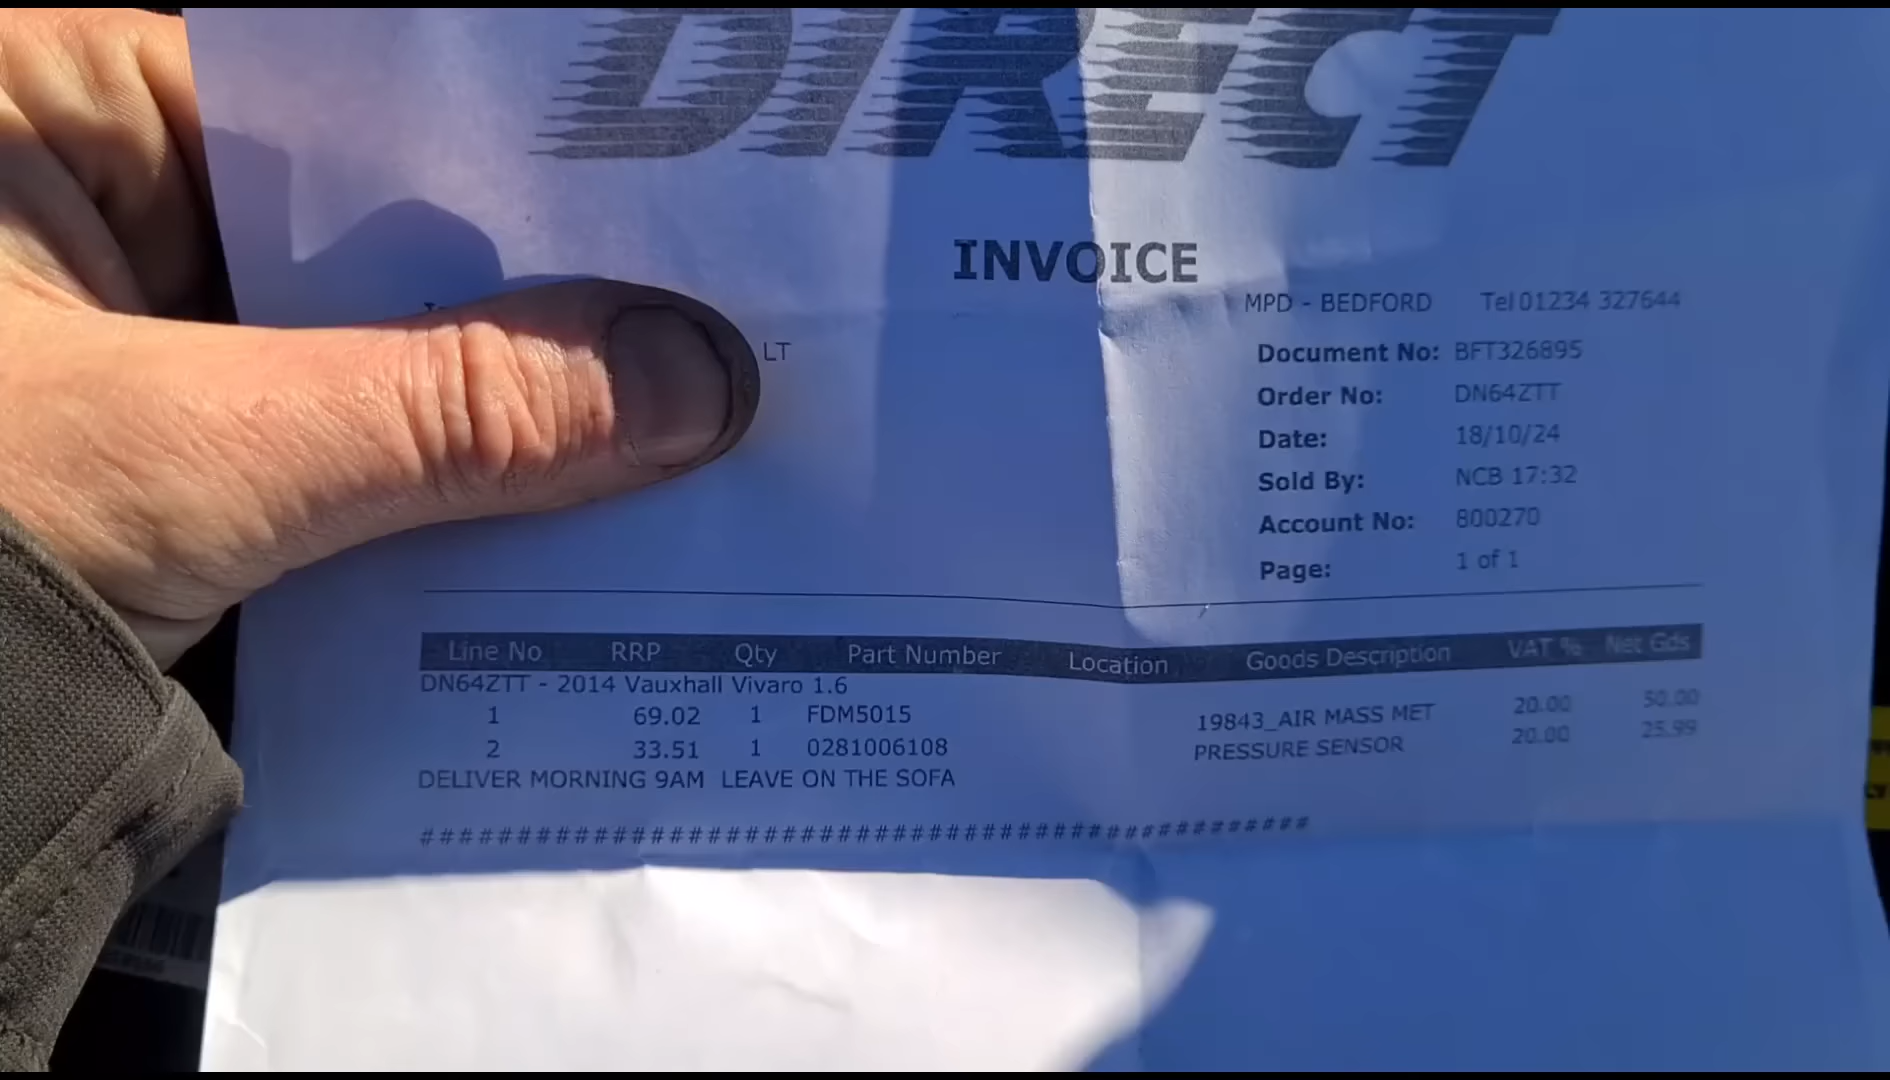 DIRECT
INVOICE
MPD - BEDFORD Tel 01234 327644
LT
Document No: BFT326895
Order No: DN64ZTT
Date: 18/10/24
Sold By: NCB 17:32
Account No: 800270
Page: 1 of 1
Line No RRP Qty Part Number Location Goods Description VAT % Net Gds
DN64ZTT - 2014 Vauxhall Vivaro 1.6
1 69.02 1 FDM5015 19843_AIR MASS MET 20.00 50.00
2 33.51 1 0281006108 PRESSURE SENSOR 20.00 25.99
DELIVER MORNING 9AM LEAVE ON THE SOFA
##############################################